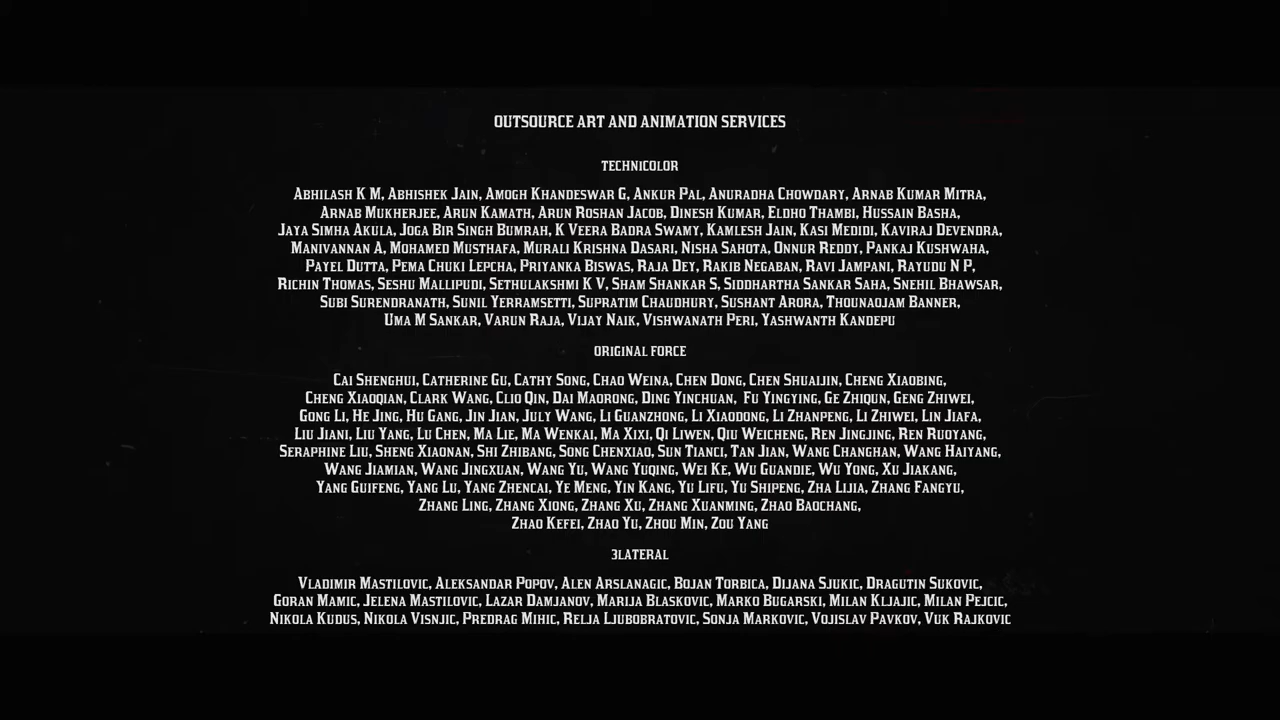 OUTSOURCE ART AND ANIMATION SERVICES
TECHNICOLOR
Abhilash K M, Abhishek Jain, Amogh Khandeswar G, Ankur Pal, Anuradha Chowdary, Arnab Kumar Mitra,
Arnab Mukherjee, Arun Kamath, Arun Roshan Jacob, Dinesh Kumar, Eldho Thambi, Hussain Basha,
Jaya Simha Akula, Joga Bir Singh Bumrah, K Veera Badra Swamy, Kamlesh Jain, Kasi Medidi, Kaviraj Devendra,
Manivannan A, Mohamed Musthafa, Murali Krishna Dasari, Nisha Sahota, Onnur Reddy, Pankaj Kushwaha,
Payel Dutta, Pema Chuki Lepcha, Priyanka Biswas, Raja Dey, Rakib Negaban, Ravi Jampani, Rayudu N P,
Richin Thomas, Seshu Mallipudi, Sethulakshmi K V, Sham Shankar S, Siddhartha Sankar Saha, Snehil Bhawsar,
Subi Surendranath, Sunil Yerramsetti, Supratim Chaudhury, Sushant Arora, Thounaojam Banner,
Uma M Sankar, Varun Raja, Vijay Naik, Vishwanath Peri, Yashwanth Kandepu
ORIGINAL FORCE
Cai Shenghui, Catherine Gu, Cathy Song, Chao Weina, Chen Dong, Chen Shuaijin, Cheng Xiaobing,
Cheng Xiaoqian, Clark Wang, Clio Qin, Dai Maorong, Ding Yinchuan, Fu Yingying, Ge Zhiqun, Geng Zhiwei,
Gong Li, He Jing, Hu Gang, Jin Jian, July Wang, Li Guanzhong, Li Xiaodong, Li Zhanpeng, Li Zhiwei, Lin Jiafa,
Liu Jiani, Liu Yang, Lu Chen, Ma Lie, Ma Wenkai, Ma Xixi, Qi Liwen, Qiu Weicheng, Ren Jingjing, Ren Ruoyang,
Seraphine Liu, Sheng Xiaonan, Shi Zhibang, Song Chenxiao, Sun Tianci, Tan Jian, Wang Changhan, Wang Haiyang,
Wang Jiamian, Wang Jingxuan, Wang Yu, Wang Yuqing, Wei Ke, Wu Guandie, Wu Yong, Xu Jiakang,
Yang Guifeng, Yang Lu, Yang Zhencai, Ye Meng, Yin Kang, Yu Lifu, Yu Shipeng, Zha Lijia, Zhang Fangyu,
Zhang Ling, Zhang Xiong, Zhang Xu, Zhang Xuanming, Zhao Baochang,
Zhao Kefei, Zhao Yu, Zhou Min, Zou Yang
3LATERAL
Vladimir Mastilovic, Aleksandar Popov, Alen Arslanagic, Bojan Torbica, Dijana Sjukic, Dragutin Sukovic,
Goran Mamic, Jelena Mastilovic, Lazar Damjanov, Marija Blaskovic, Marko Bugarski, Milan Kljajic, Milan Pejcic,
Nikola Kudus, Nikola Visnjic, Predrag Mihic, Relja Ljubobratovic, Sonja Markovic, Vojislav Pavkov, Vuk Rajkovic